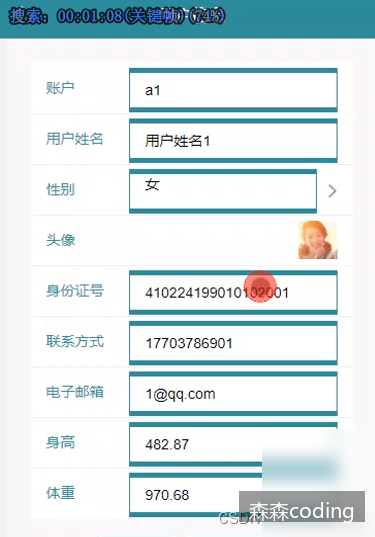 搜索: 00:01:08(关键帧)(74%)
账户 a1
用户姓名 用户姓名1
性别 女
头像
身份证号 410224199010102001
联系方式 17703786901
电子邮箱 1@qq.com
身高 482.87
体重 970.68
森森coding